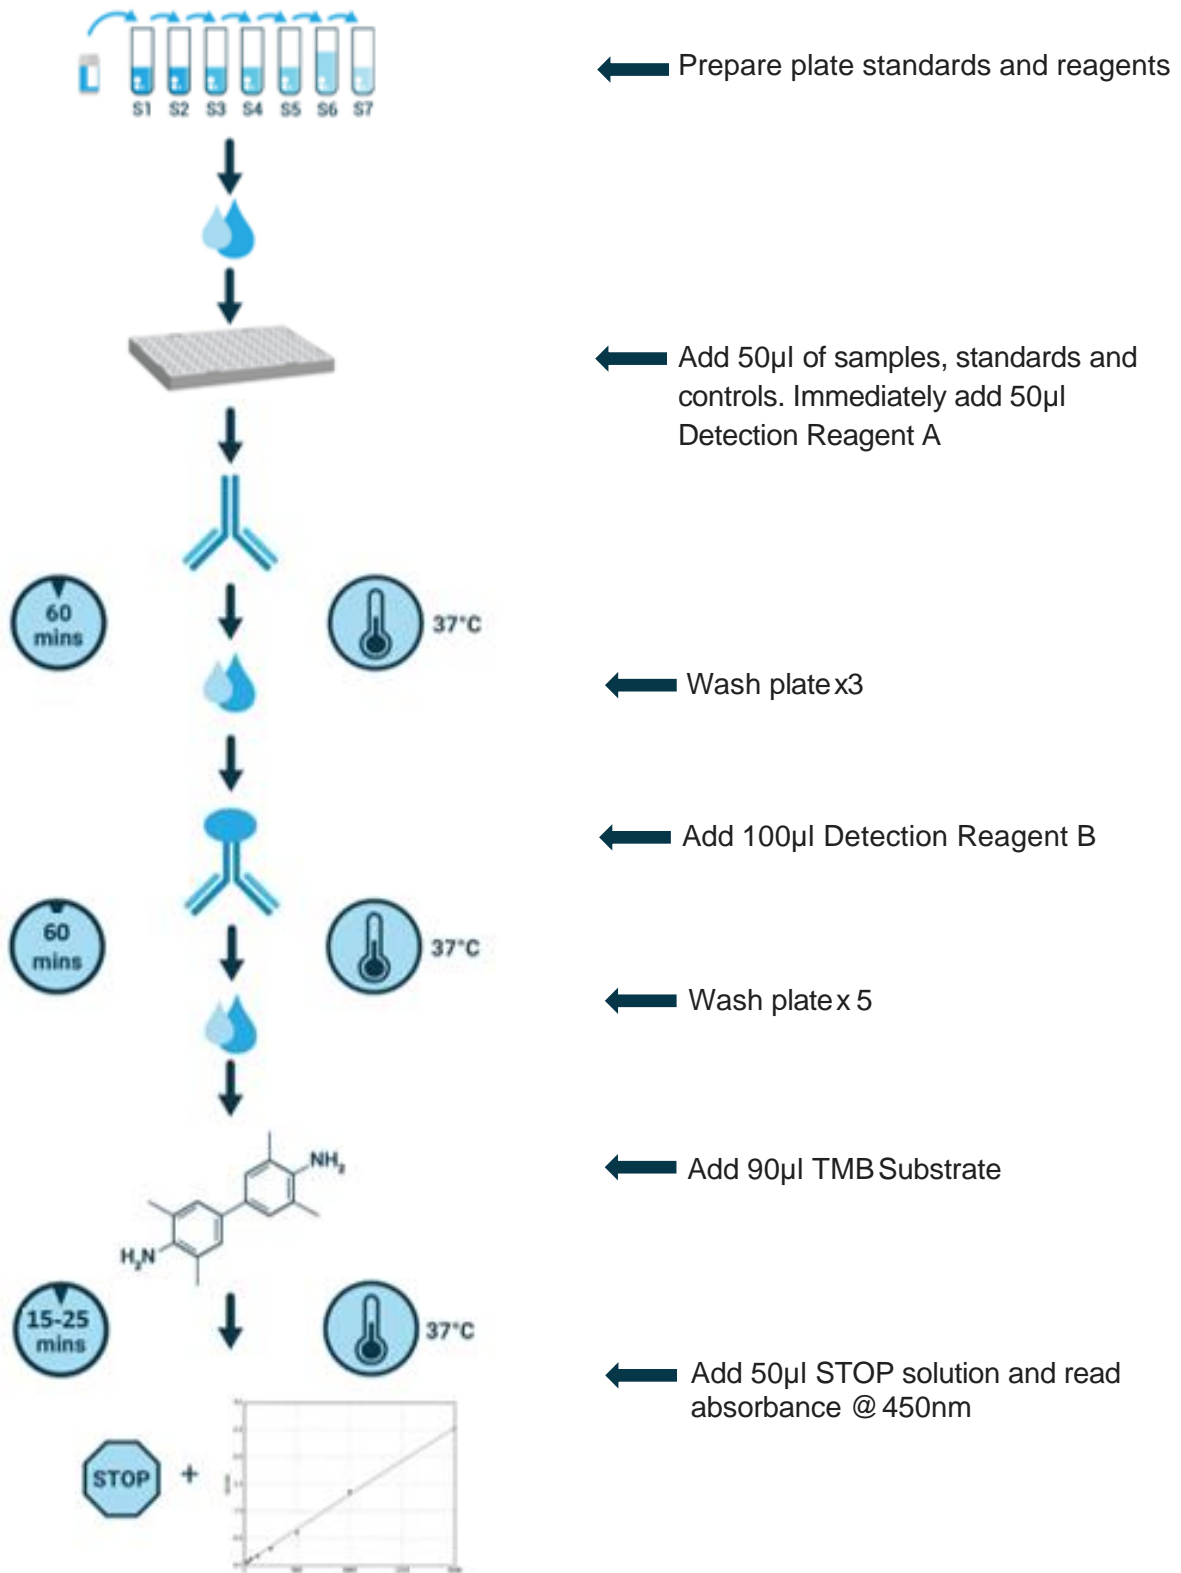 S1 S2 S3 S4 S5 S6 S7
Prepare plate standards and reagents
Add 50µl of samples, standards and
controls. Immediately add 50µl
Detection Reagent A
60
mins
37°C
Wash plate x3
Add 100µl Detection Reagent B
60
mins
37°C
Wash plate x 5
NH₂
H₂N
Add 90µl TMB Substrate
15-25
mins
37°C
Add 50µl STOP solution and read
absorbance @ 450nm
STOP +